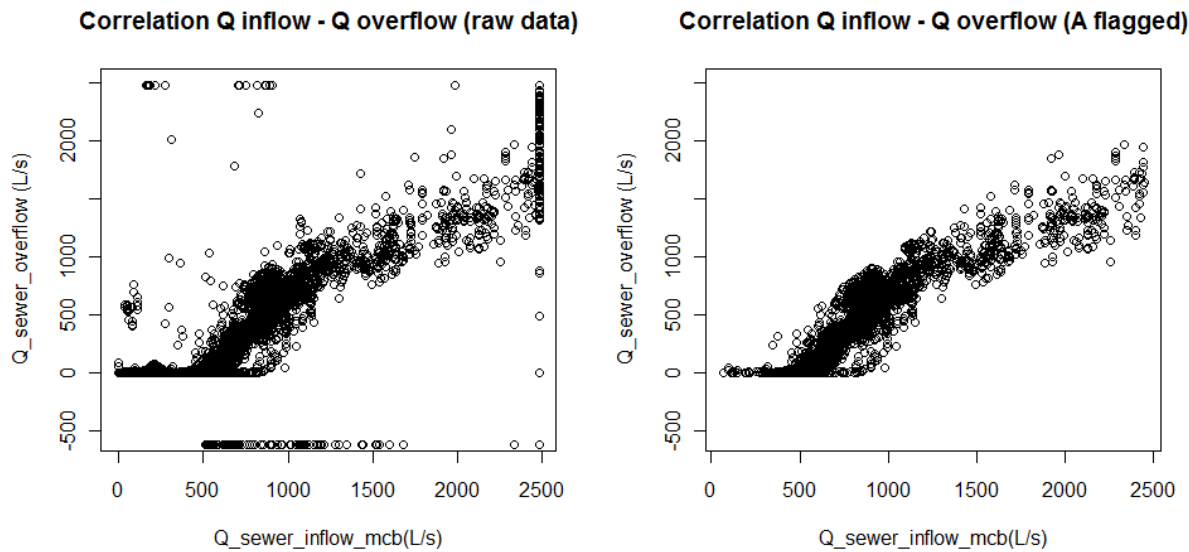 Correlation Q inflow - Q overflow (raw data)
2000
1000
500
0
-500
Q_sewer_overflow (L/s)
0 500 1000 1500 2000 2500
Q_sewer_inflow_mcb(L/s)
Correlation Q inflow - Q overflow (A flagged)
2000
1000
500
0
-500
Q_sewer_overflow (L/s)
0 500 1000 1500 2000 2500
Q_sewer_inflow_mcb(L/s)